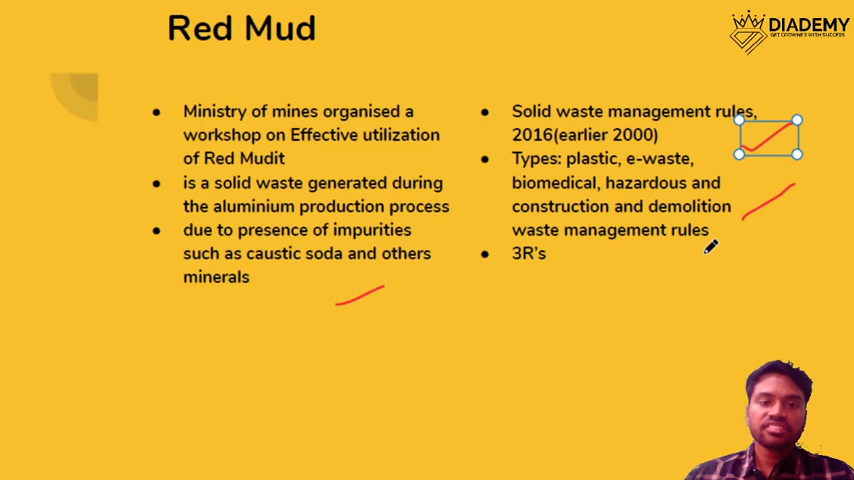 Red Mud
DIADEMY
GET CROWNED WITH SUCCESS
Ministry of mines organised a
workshop on Effective utilization
of Red Mudit
is a solid waste generated during
the aluminium production process
due to presence of impurities
such as caustic soda and others
minerals
Solid waste management rules,
2016(earlier 2000)
Types: plastic, e-waste,
biomedical, hazardous and
construction and demolition
waste management rules
3R's